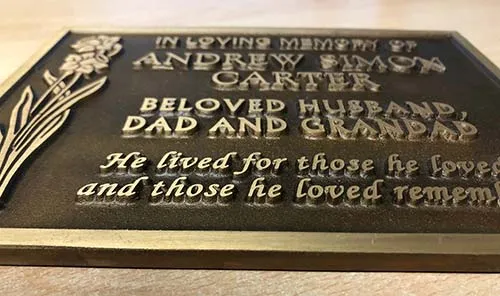 IN LOVING MEMORY OF
ANDREW SIMON
CARTER
BELOVED HUSBAND,
DAD AND GRANDAD
He lived for those he loved
and those he loved remem